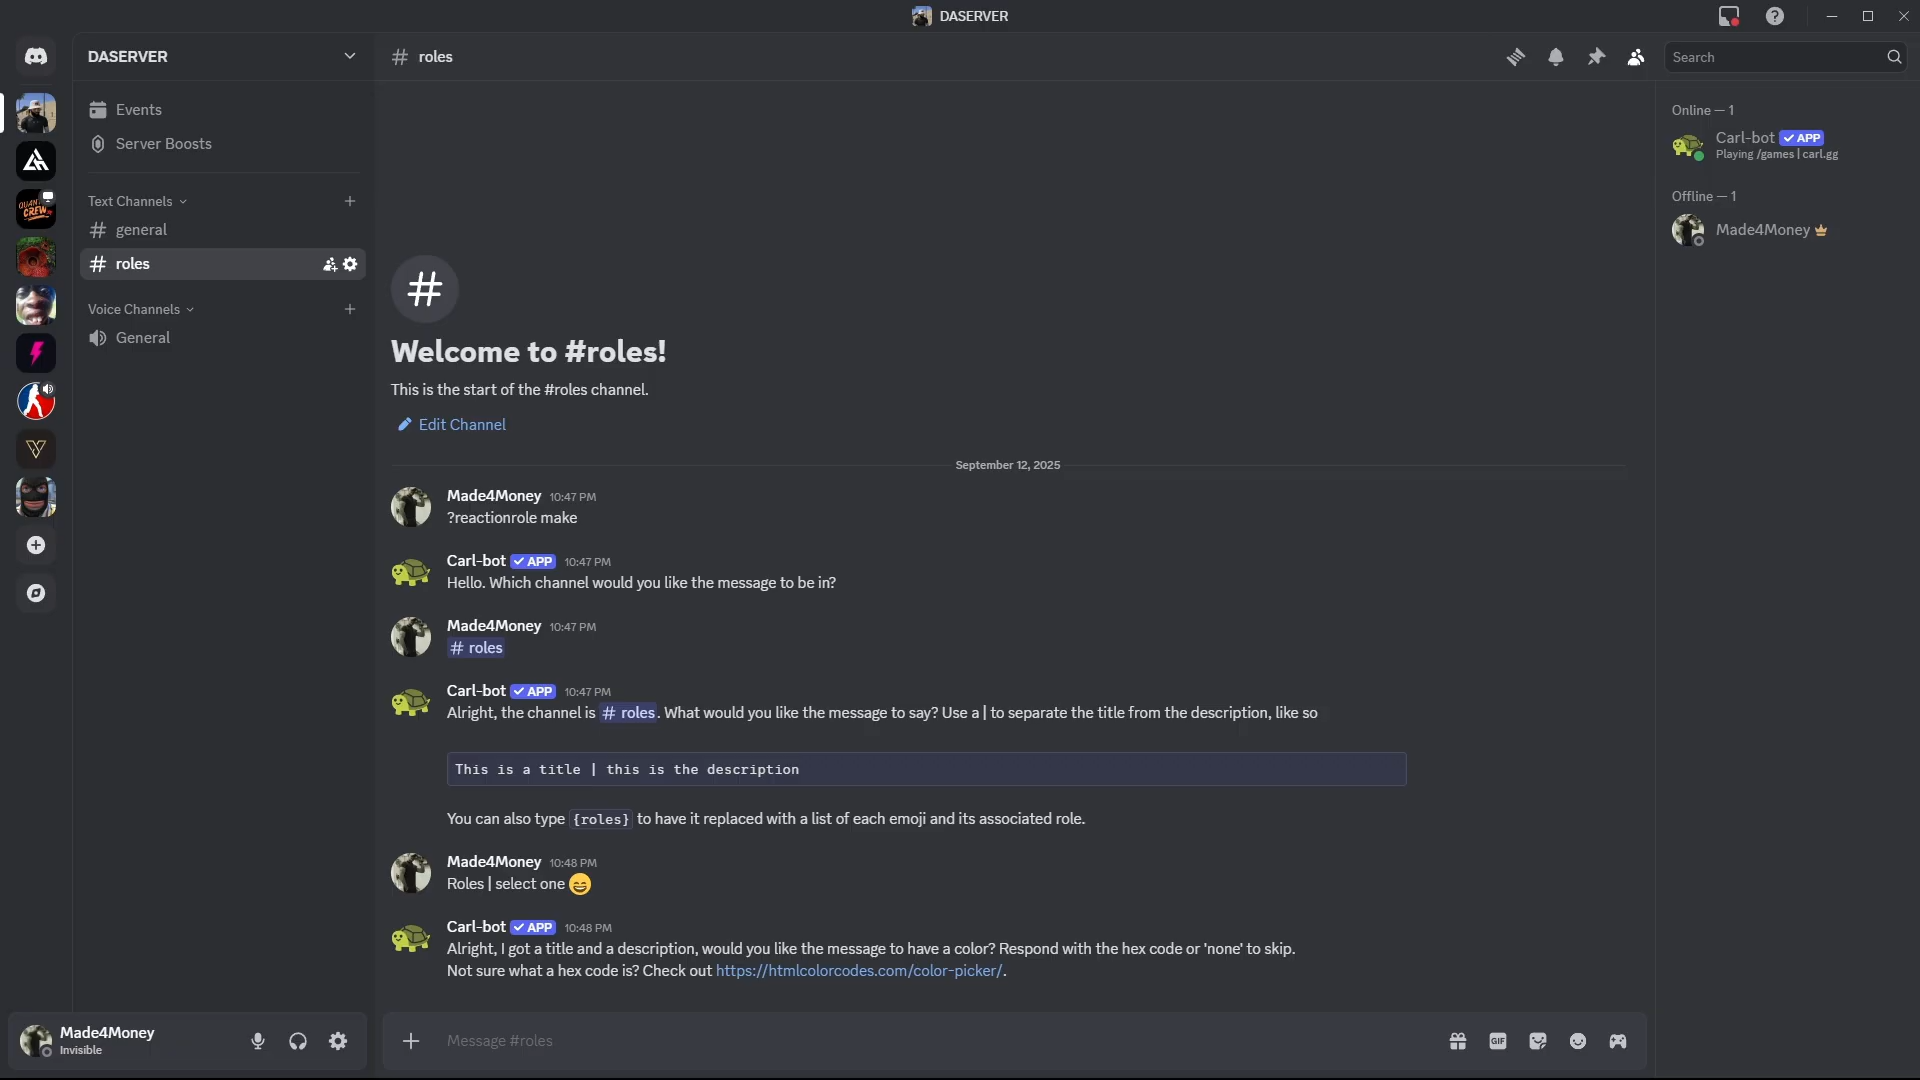 DASERVER
DASERVER
# roles
Search
Events
Server Boosts
Text Channels
+
# general
# roles
Voice Channels
+
General
QUANT
CREW
#
Welcome to #roles!
This is the start of the #roles channel.
Edit Channel
September 12, 2025
Made4Money 10:47 PM
?reactionrole make
Carl-bot ✓ APP 10:47 PM
Hello. Which channel would you like the message to be in?
Made4Money 10:47 PM
# roles
Carl-bot ✓ APP 10:47 PM
Alright, the channel is # roles. What would you like the message to say? Use a | to separate the title from the description, like so
This is a title | this is the description
You can also type {roles} to have it replaced with a list of each emoji and its associated role.
Made4Money 10:48 PM
Roles | select one 😄
Carl-bot ✓ APP 10:48 PM
Alright, I got a title and a description, would you like the message to have a color? Respond with the hex code or 'none' to skip.
Not sure what a hex code is? Check out https://htmlcolorcodes.com/color-picker/.
+ Message #roles
GIF
Made4Money
Invisible
Online — 1
Carl-bot ✓ APP
Playing /games | carl.gg
Offline — 1
Made4Money